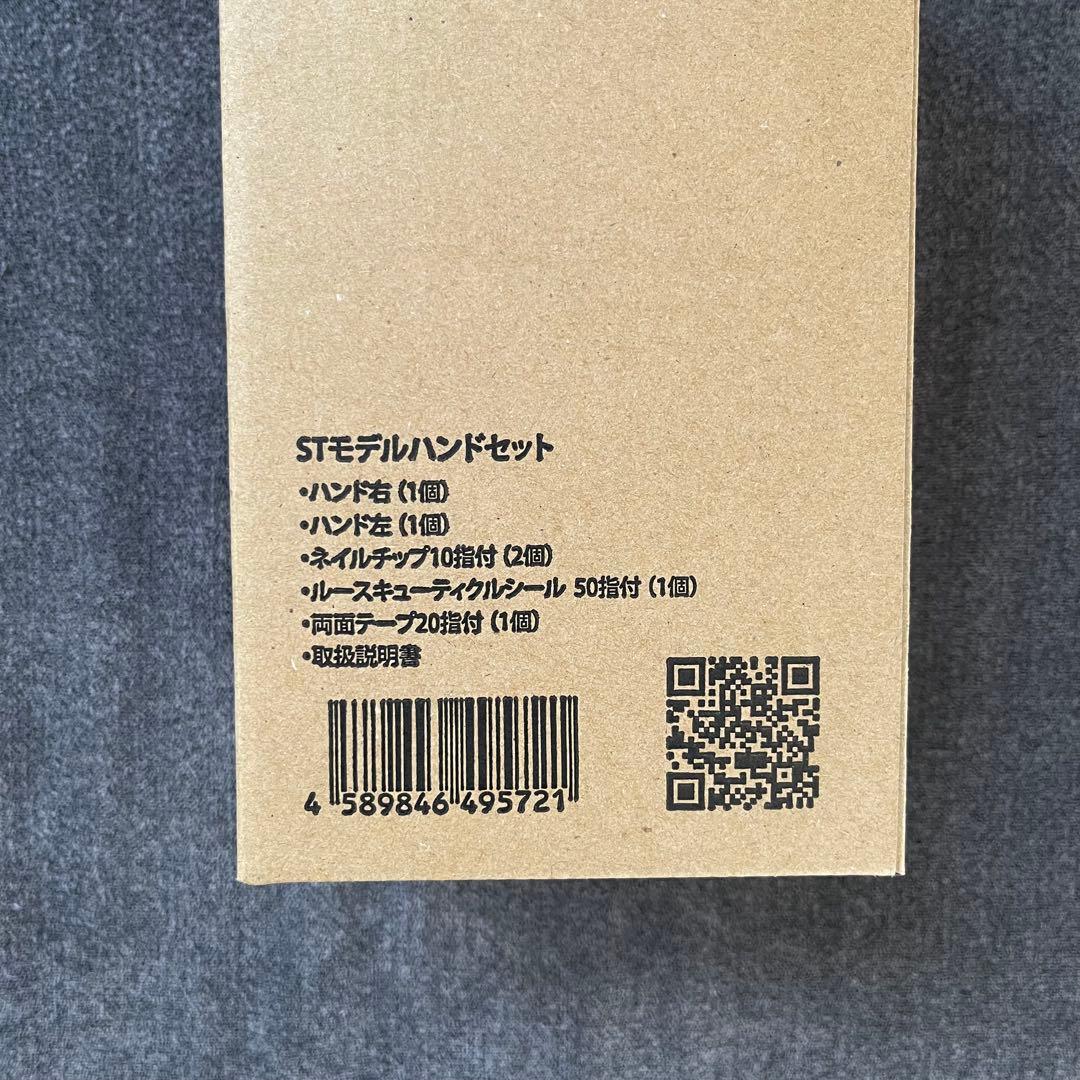 STモデルハンドセット
・ハンド右（1個）
・ハンド左（1個）
・ネイルチップ10指付（2個）
・ルースキューティクルシール 50指付（1個）
・両面テープ20指付（1個）
・取扱説明書
4 589846 495721